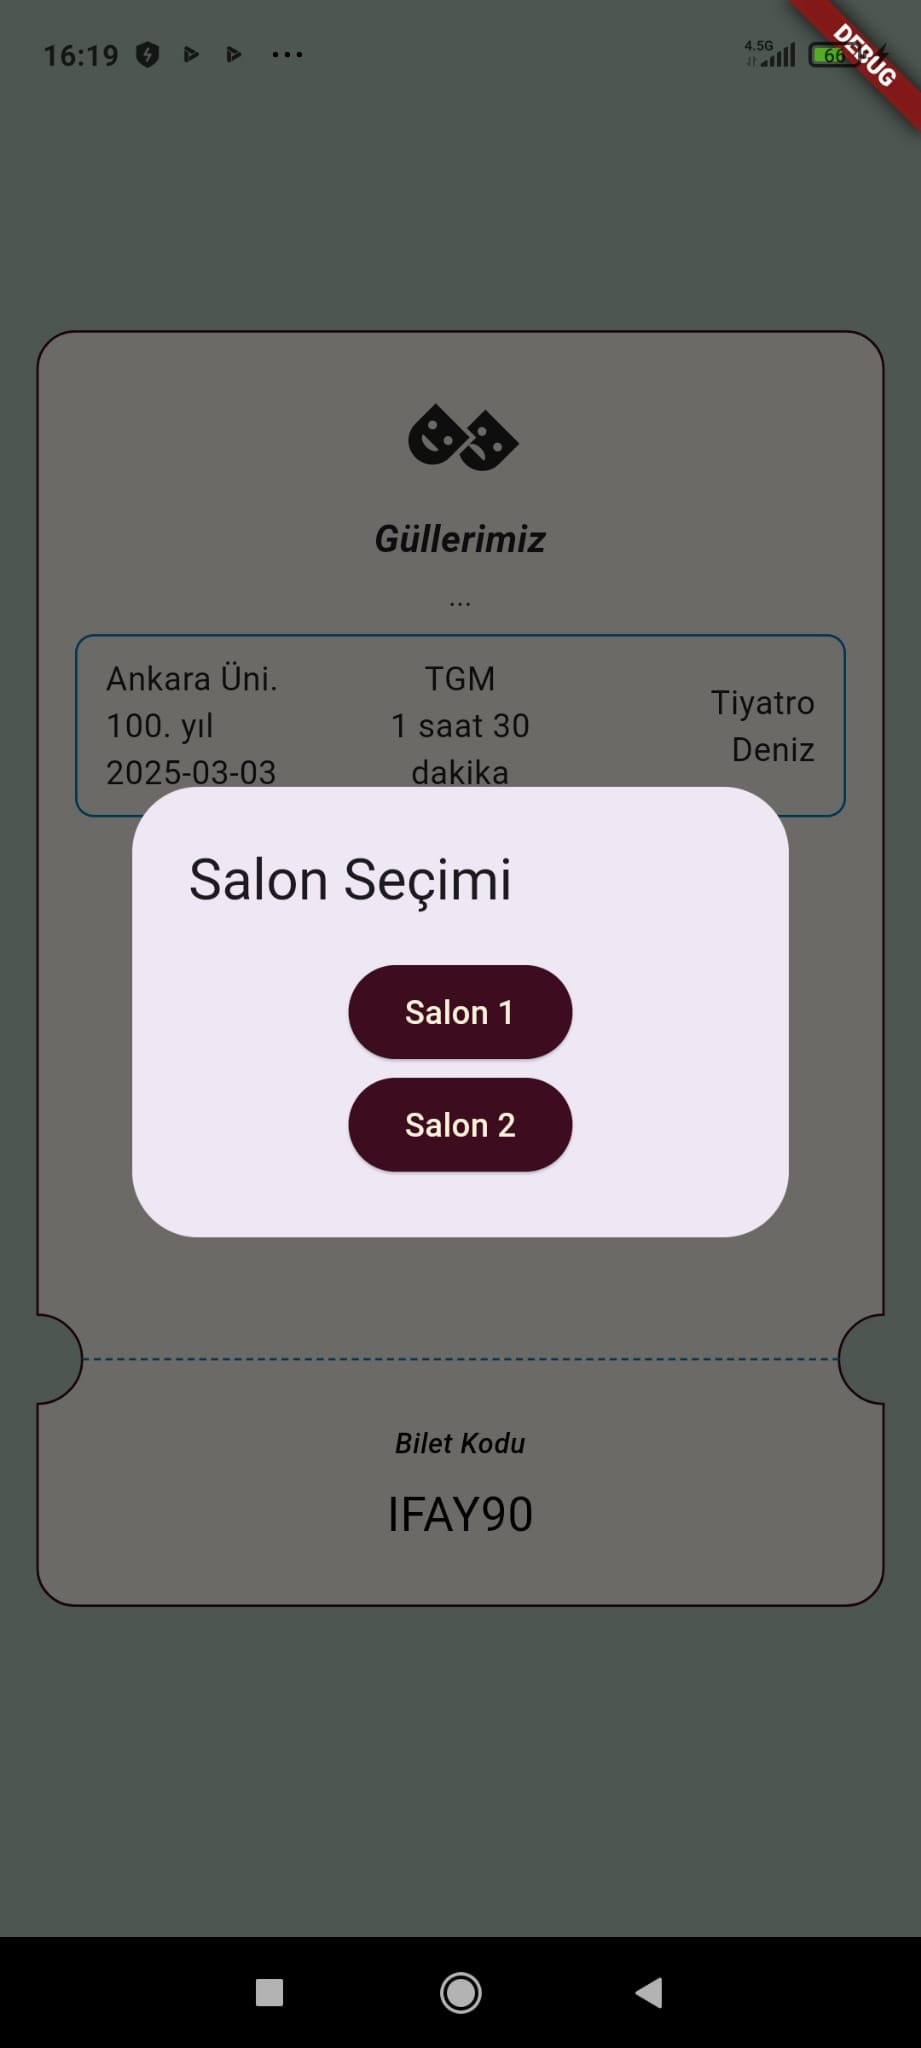 16:19
4.5G
66
DEBUG
Güllerimiz
...
Ankara Üni.
100. yıl
2025-03-03
TGM
1 saat 30
dakika
Tiyatro
Deniz
Salon Seçimi
Salon 1
Salon 2
Bilet Kodu
IFAY90